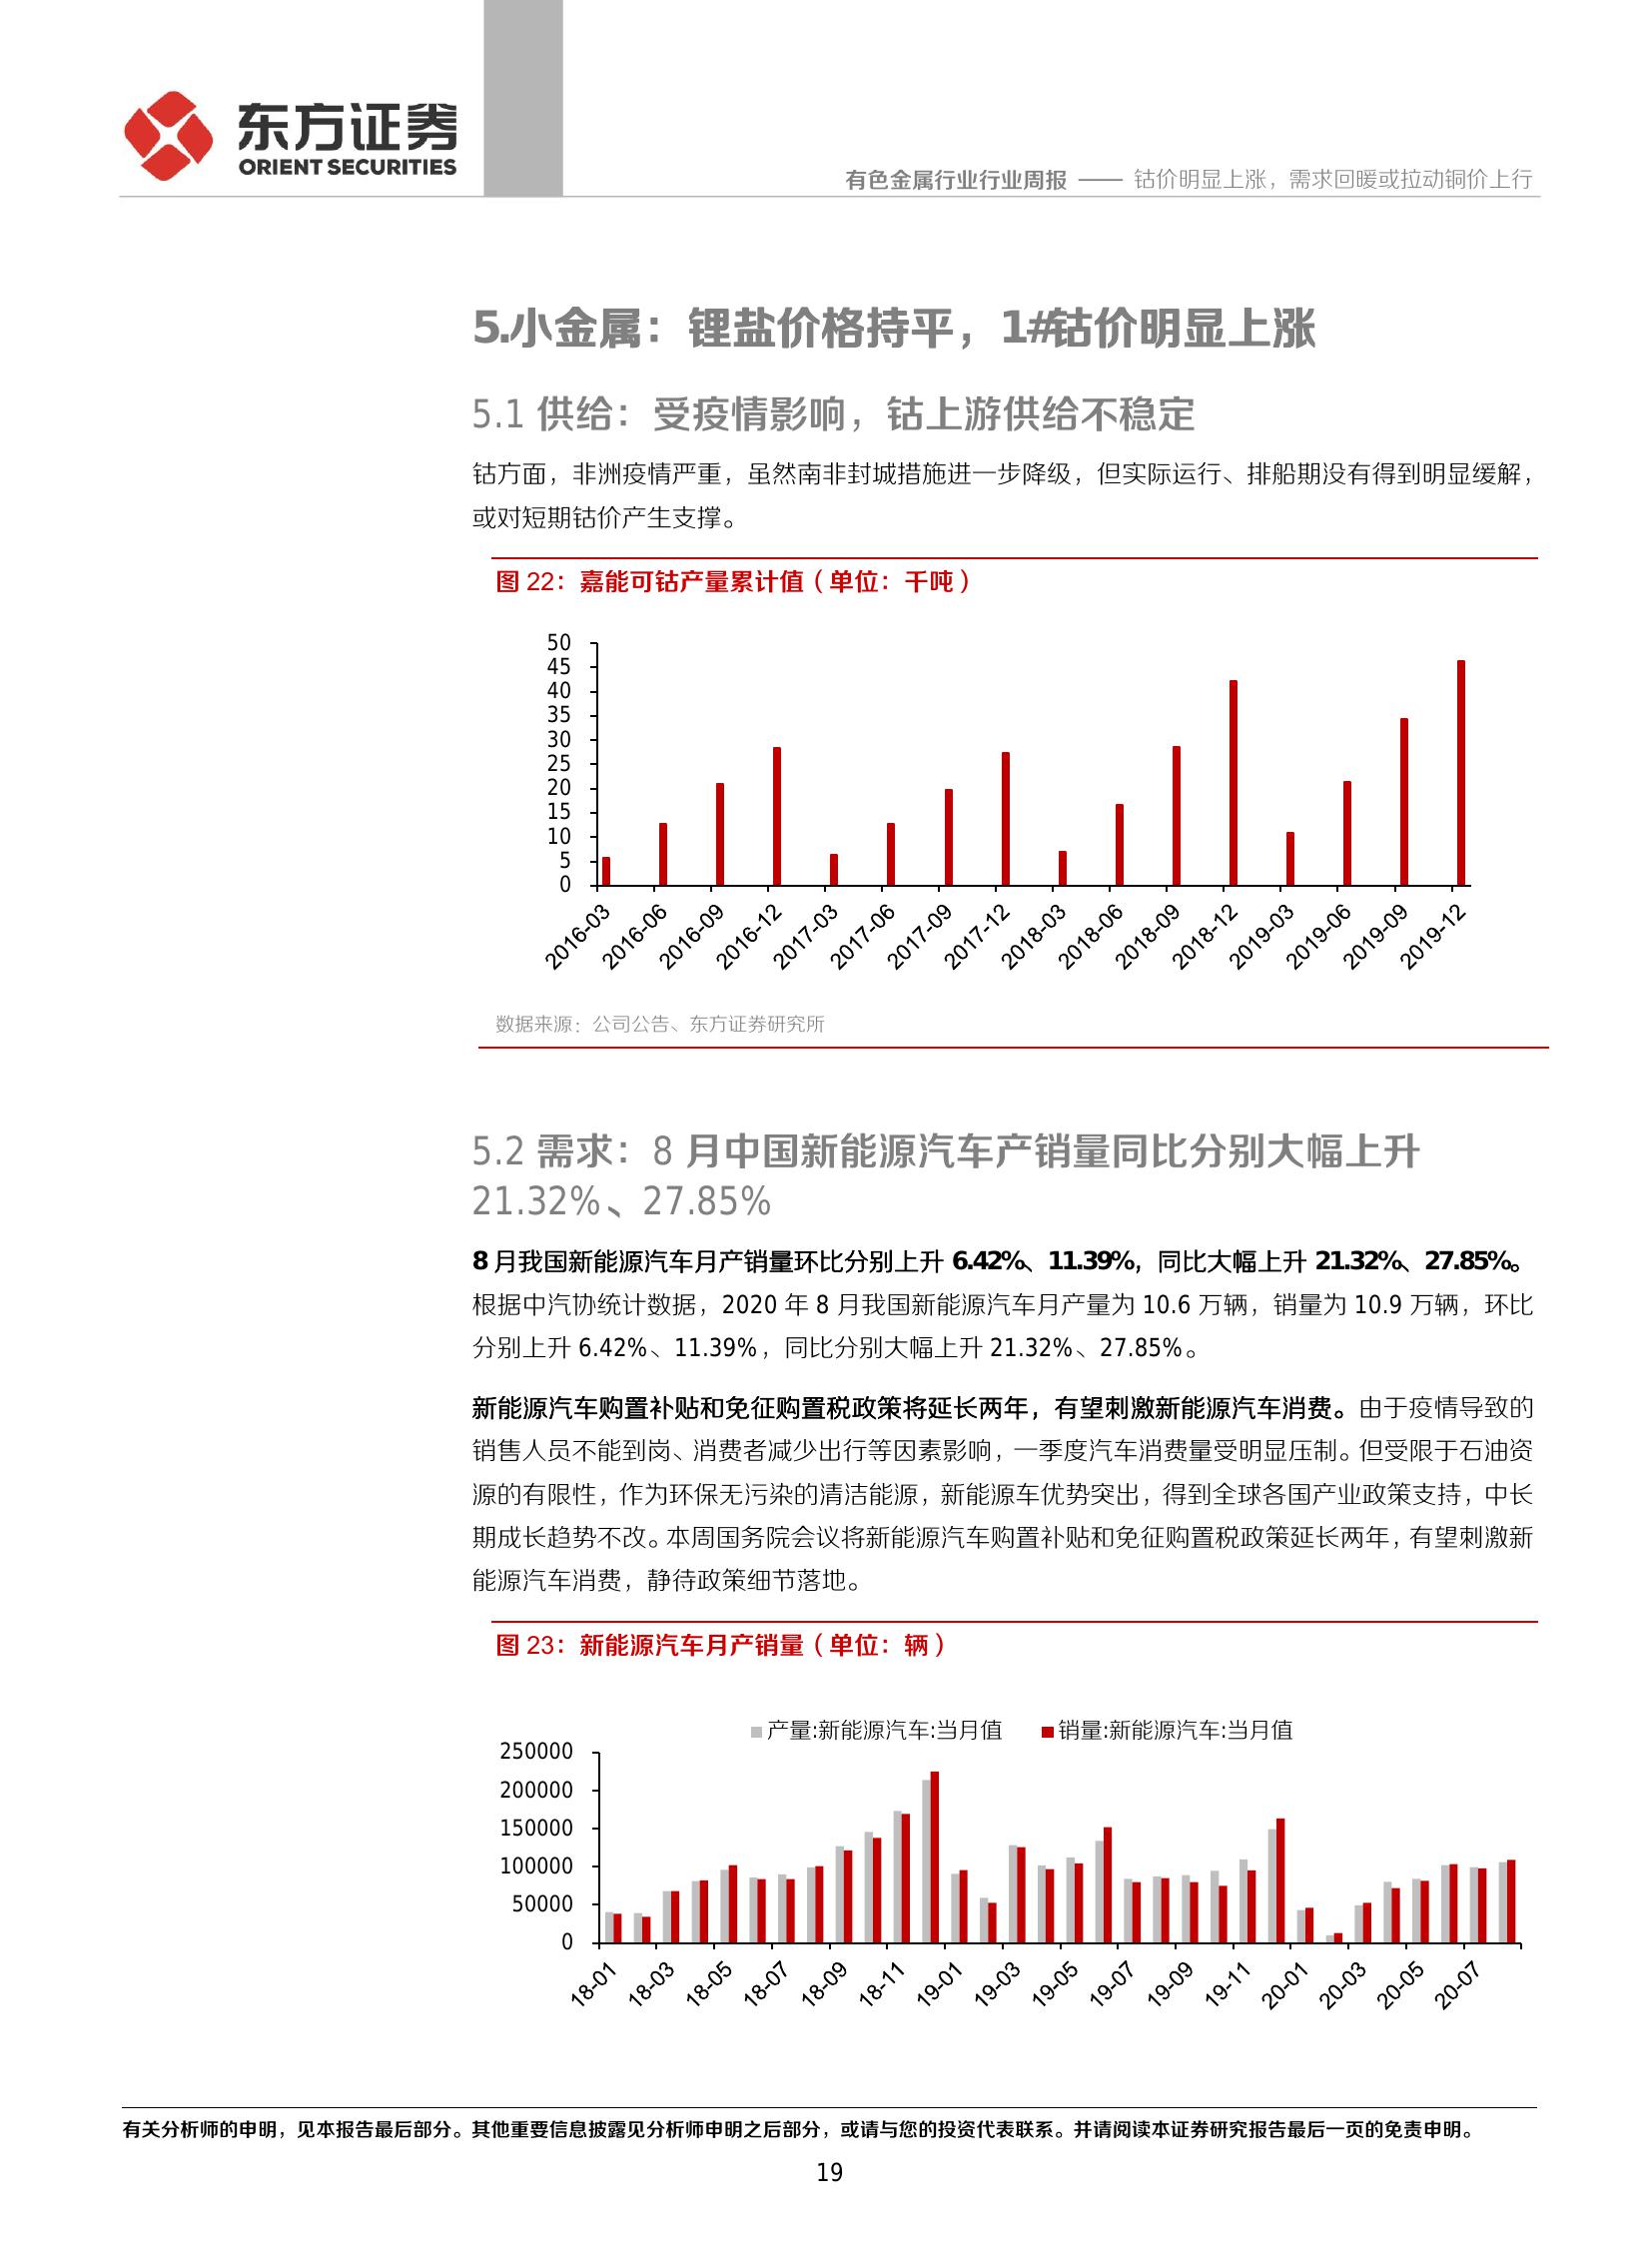 东方证券
ORIENT SECURITIES
有色金属行业行业周报 —— 钴价明显上涨，需求回暖或拉动铜价上行
5.小金属：锂盐价格持平，1#钴价明显上涨
5.1 供给：受疫情影响，钴上游供给不稳定
钴方面，非洲疫情严重，虽然南非封城措施进一步降级，但实际运行、排船期没有得到明显缓解，
或对短期钴价产生支撑。
图 22：嘉能可钴产量累计值（单位：千吨）
50
45
40
35
30
25
20
15
10
5
0
2016-03 2016-06 2016-09 2016-12 2017-03 2017-06 2017-09 2017-12 2018-03 2018-06 2018-09 2018-12 2019-03 2019-06 2019-09 2019-12
数据来源：公司公告、东方证券研究所
5.2 需求：8 月中国新能源汽车产销量同比分别大幅上升
21.32%、27.85%
8 月我国新能源汽车月产销量环比分别上升 6.42%、11.39%，同比大幅上升 21.32%、27.85%。
根据中汽协统计数据，2020 年 8 月我国新能源汽车月产量为 10.6 万辆，销量为 10.9 万辆，环比
分别上升 6.42%、11.39%，同比分别大幅上升 21.32%、27.85%。
新能源汽车购置补贴和免征购置税政策将延长两年，有望刺激新能源汽车消费。由于疫情导致的
销售人员不能到岗、消费者减少出行等因素影响，一季度汽车消费量受明显压制。但受限于石油资
源的有限性，作为环保无污染的清洁能源，新能源车优势突出，得到全球各国产业政策支持，中长
期成长趋势不改。本周国务院会议将新能源汽车购置补贴和免征购置税政策延长两年，有望刺激新
能源汽车消费，静待政策细节落地。
图 23：新能源汽车月产销量（单位：辆）
产量:新能源汽车:当月值 销量:新能源汽车:当月值
250000
200000
150000
100000
50000
0
18-01 18-03 18-05 18-07 18-09 18-11 19-01 19-03 19-05 19-07 19-09 19-11 20-01 20-03 20-05 20-07
有关分析师的申明，见本报告最后部分。其他重要信息披露见分析师申明之后部分，或请与您的投资代表联系。并请阅读本证券研究报告最后一页的免责申明。
19